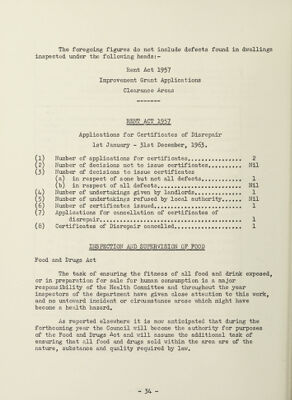 The foregoing figures do not include defects found in dwellings
inspected under the following heads:-
Rent Act 1957
Improvement Grant Applications
Clearance Areas
-------
RENT ACT 1957
Applications for Certificates of Disrepair
1st January - 31st December, 1963.
(1) Number of applications for certificates................ 2
(2) Number of decisions not to issue certificates.......... Nil
(3) Number of decisions to issue certificates
(a) in respect of some but not all defects.......... 1
(b) in respect of all defects....................... Nil
(4) Number of undertakings given by landlords.............. 1
(5) Number of undertakings refused by local authority...... Nil
(6) Number of certificates issued.......................... 1
(7) Applications for cancellation of certificates of
disrepair.......................................... 1
(8) Certificates of Disrepair cancelled.................... 1
INSPECTION AND SUPERVISION OF FOOD
Food and Drugs Act
The task of ensuring the fitness of all food and drink exposed,
or in preparation for sale for human consumption is a major
responsibility of the Health Committee and throughout the year
inspectors of the department have given close attention to this work,
and no untoward incident or circumstance arose which might have
become a health hazard.
As reported elsewhere it is now anticipated that during the
forthcoming year the Council will become the authority for purposes
of the Food and Drugs Act and will assume the additional task of
ensuring that all food and drugs sold within the area are of the
nature, substance and quality required by law.
- 34 -